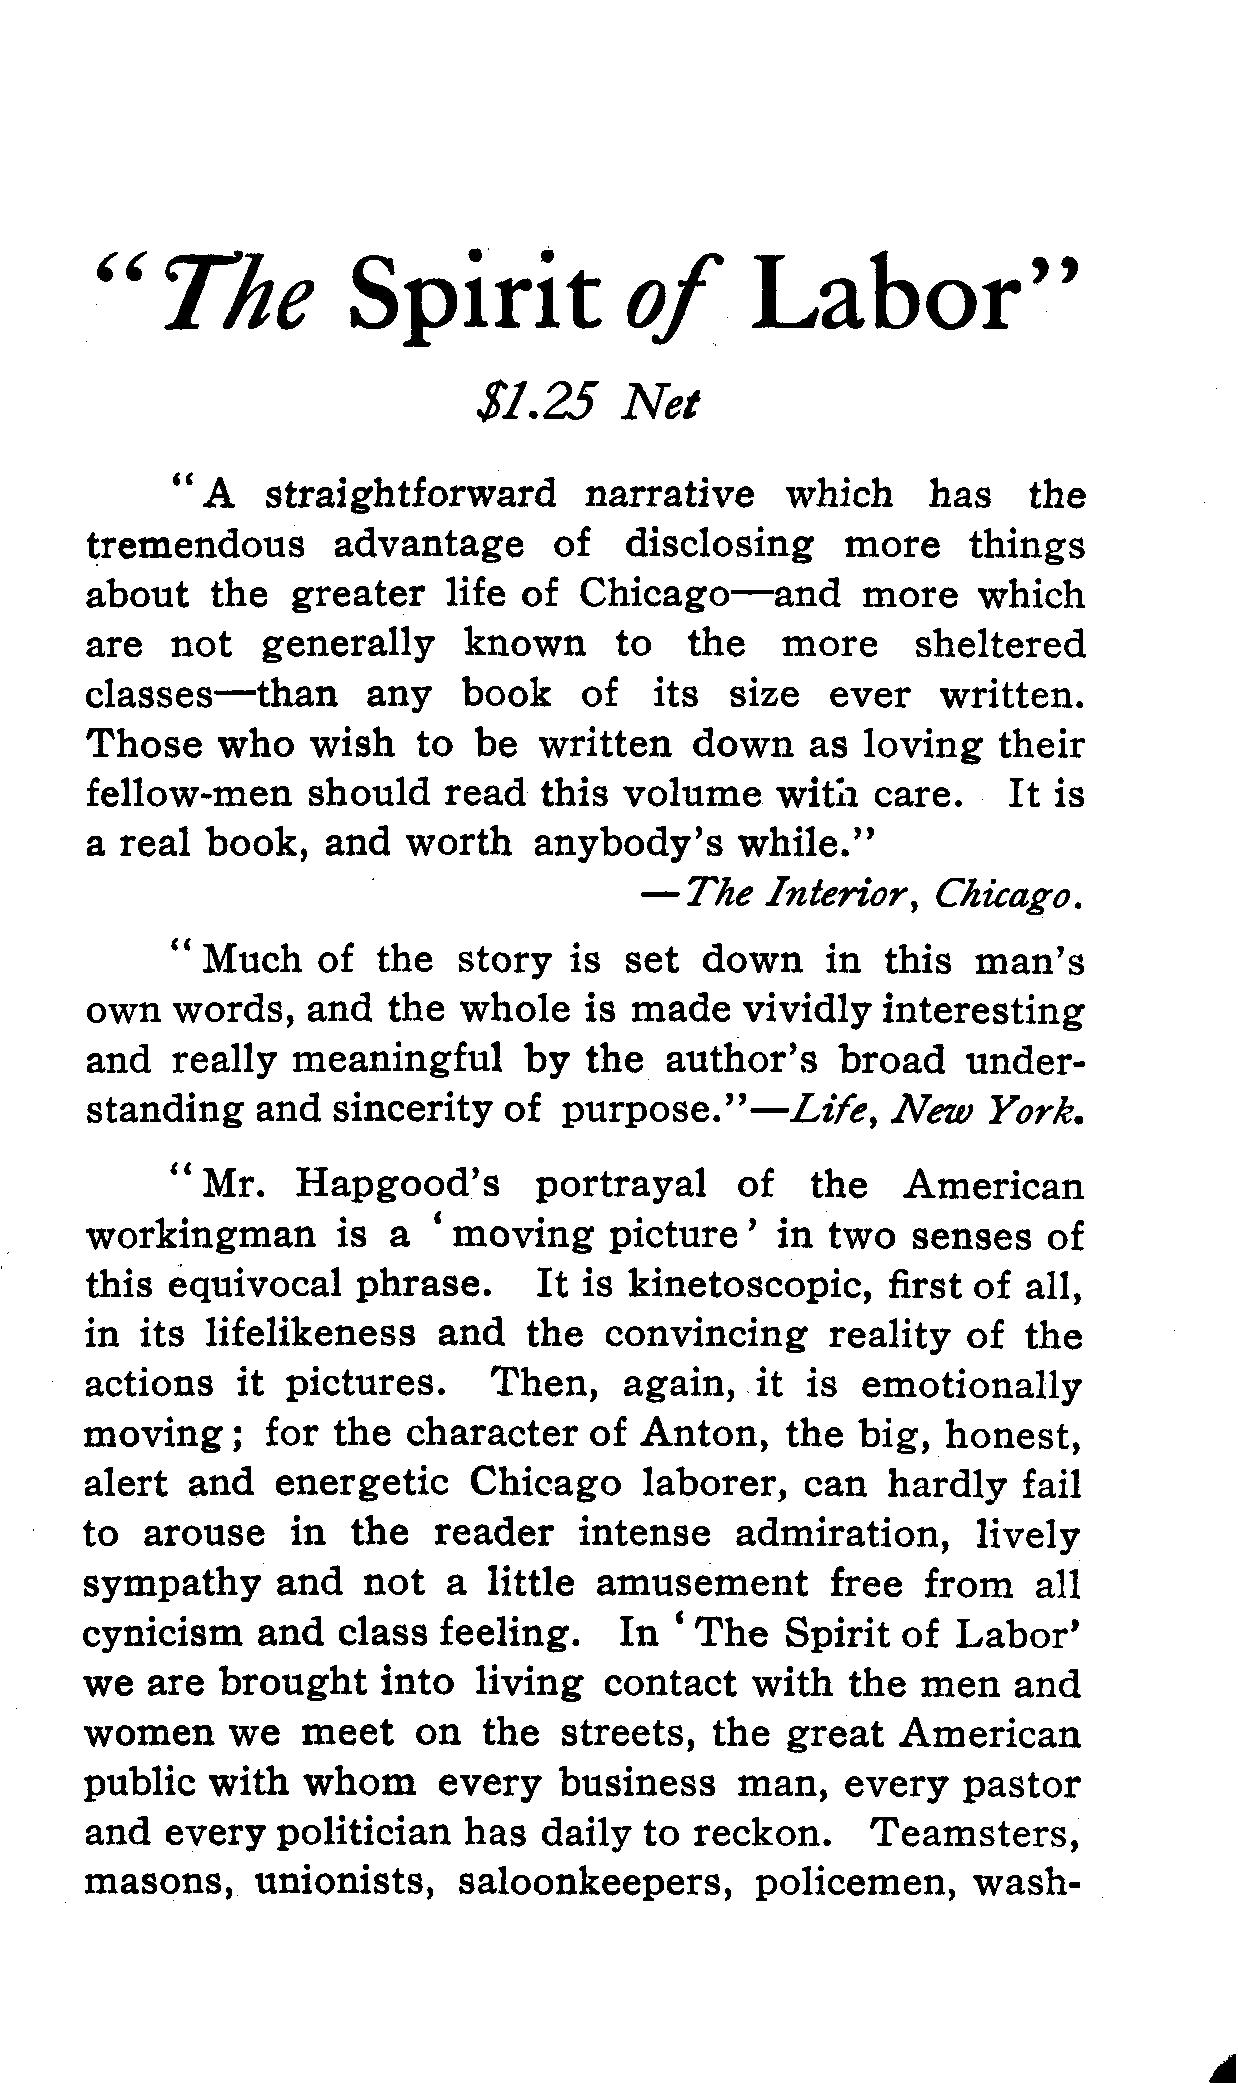 “The Spirit of Labor”
$1.25 Net
“A straightforward narrative which has the
tremendous advantage of disclosing more things
about the greater life of Chicago—and more which
are not generally known to the more sheltered
classes—than any book of its size ever written.
Those who wish to be written down as loving their
fellow-men should read this volume with care. It is
a real book, and worth anybody’s while.”
—The Interior, Chicago.
“Much of the story is set down in this man’s
own words, and the whole is made vividly interesting
and really meaningful by the author’s broad under-
standing and sincerity of purpose.”—Life, New York.
“Mr. Hapgood’s portrayal of the American
workingman is a ‘moving picture’ in two senses of
this equivocal phrase. It is kinetoscopic, first of all,
in its lifelikeness and the convincing reality of the
actions it pictures. Then, again, it is emotionally
moving; for the character of Anton, the big, honest,
alert and energetic Chicago laborer, can hardly fail
to arouse in the reader intense admiration, lively
sympathy and not a little amusement free from all
cynicism and class feeling. In ‘The Spirit of Labor’
we are brought into living contact with the men and
women we meet on the streets, the great American
public with whom every business man, every pastor
and every politician has daily to reckon. Teamsters,
masons, unionists, saloonkeepers, policemen, wash-